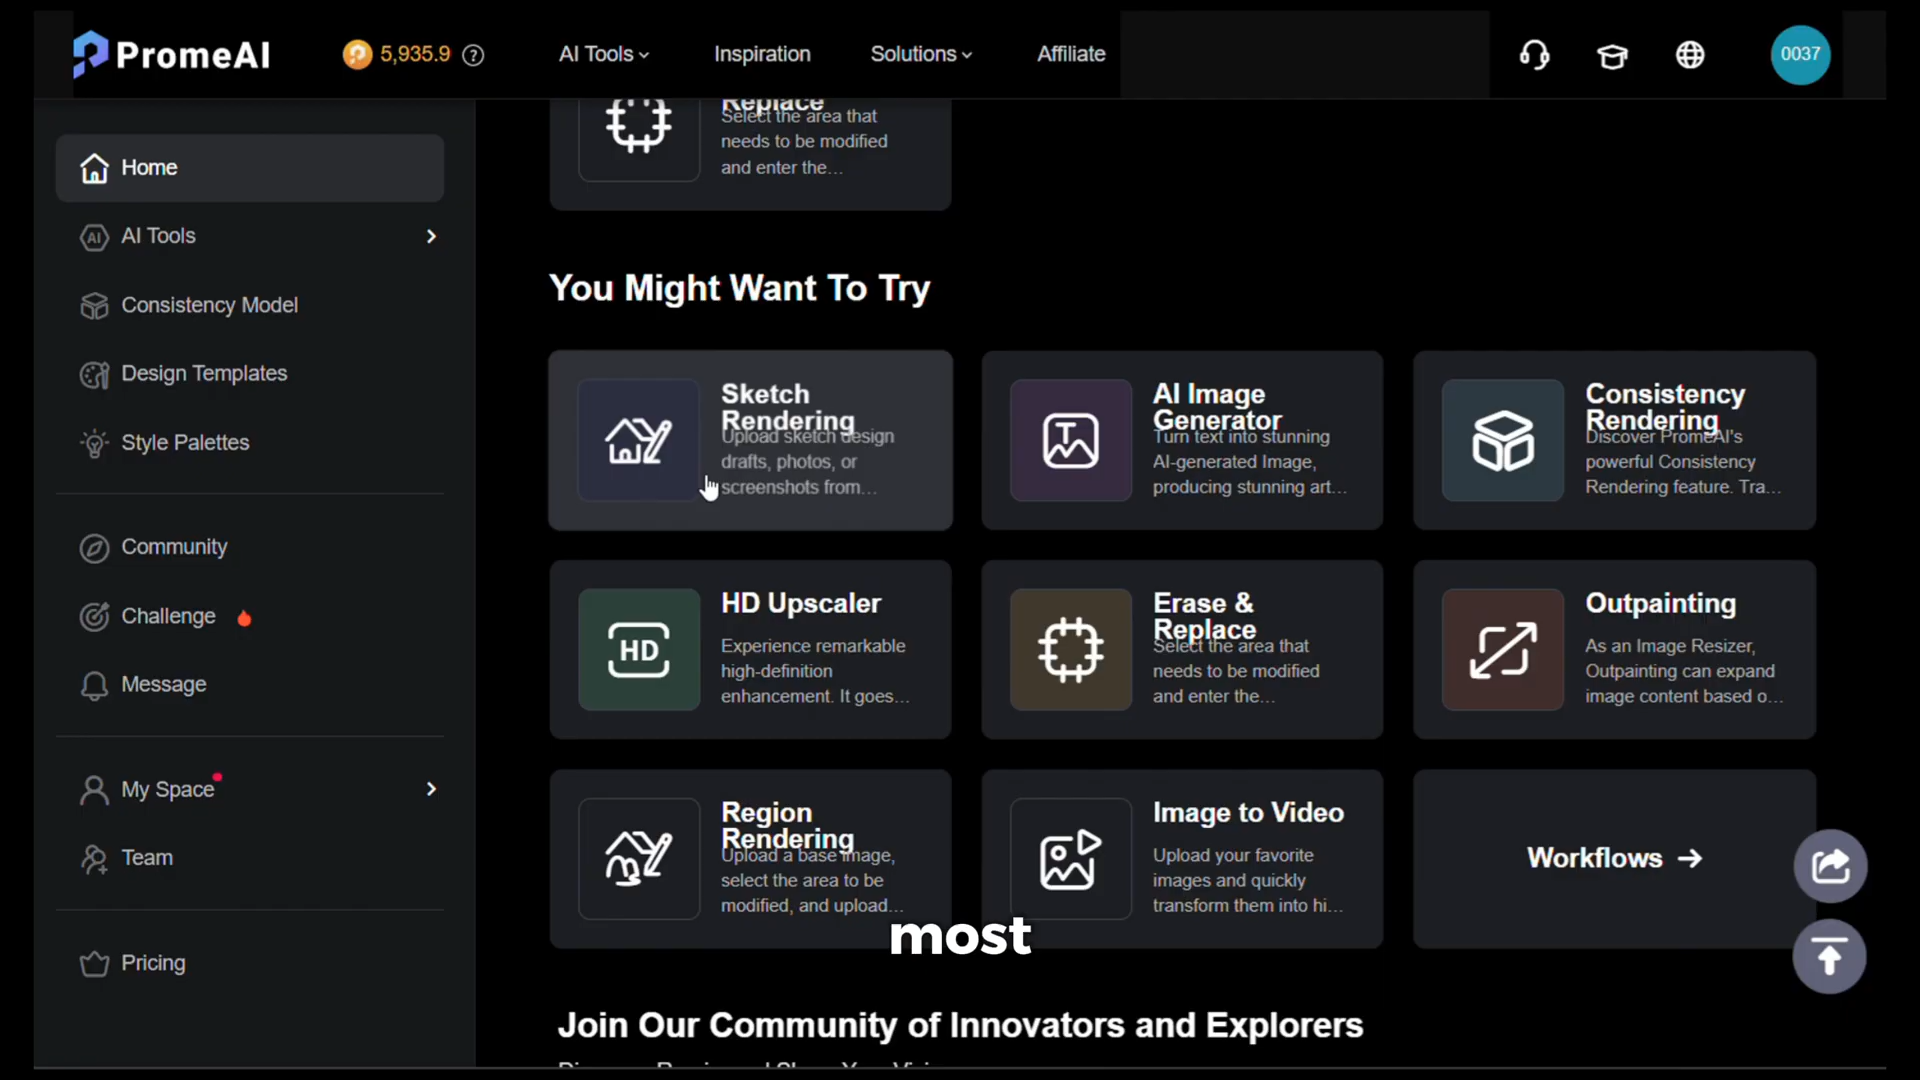 PromeAI
5,935.9
AI Tools
Inspiration
Solutions
Affiliate
0037
Home
AI Tools
Consistency Model
Design Templates
Style Palettes
Community
Challenge
Message
My Space
Team
Pricing
Replace
Select the area that
needs to be modified
and enter the...
You Might Want To Try
Sketch
Rendering
Upload sketch design
drafts, photos, or
screenshots from...
AI Image
Generator
Turn text into stunning
AI-generated Image,
producing stunning art...
Consistency
Rendering
Discover PromeAI's
powerful Consistency
Rendering feature. Tra...
HD
HD Upscaler
Experience remarkable
high-definition
enhancement. It goes...
Erase &
Replace
Select the area that
needs to be modified
and enter the...
Outpainting
As an Image Resizer,
Outpainting can expand
image content based o...
Region
Rendering
Upload a base image,
select the area to be
modified, and upload...
Image to Video
Upload your favorite
images and quickly
transform them into hi...
Workflows
most
Join Our Community of Innovators and Explorers